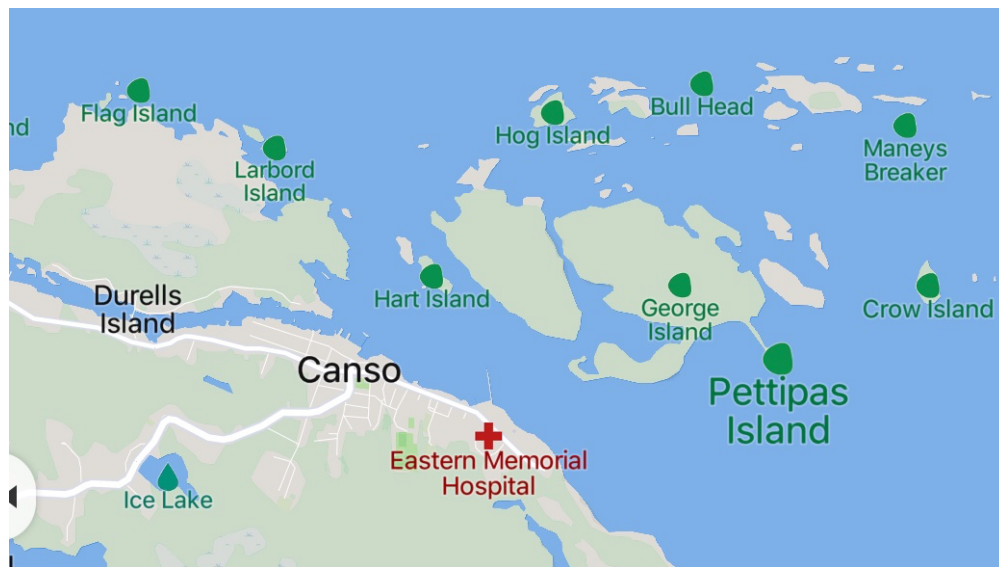 Flag Island
nd
Larbord
Island
Hog Island
Bull Head
Maneys
Breaker
Hart Island
George
Island
Crow Island
Durells
Island
Canso
Pettipas
Island
Eastern Memorial
Hospital
Ice Lake